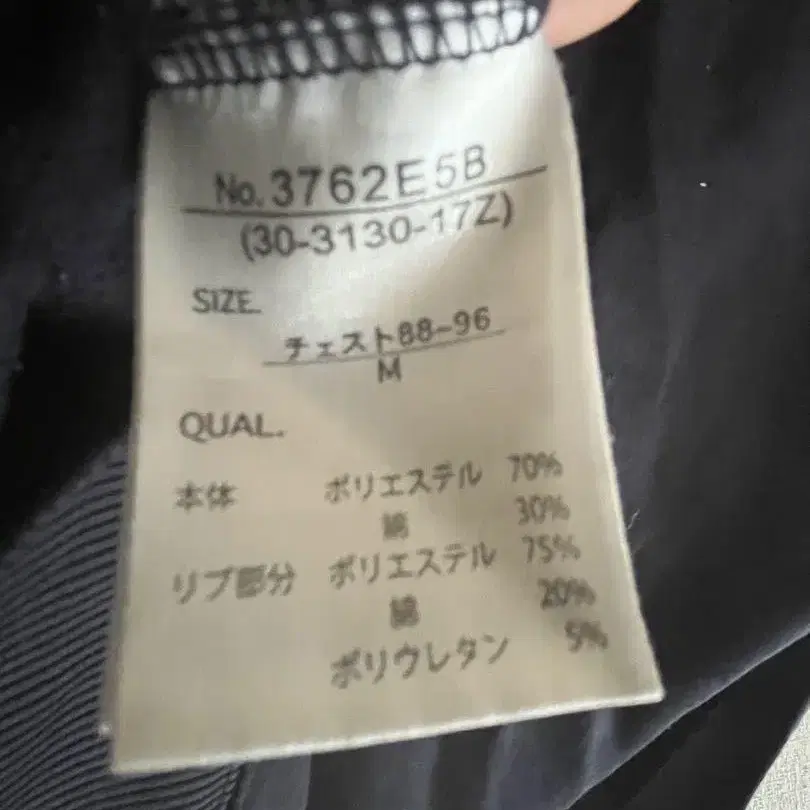 No. 3762E5B
(30-3130-17Z)
SIZE.
チェスト88-96
M
QUAL.
本体 ポリエステル 70%
綿 30%
リブ部分 ポリエステル 75%
綿 20%
ポリウレタン 5%